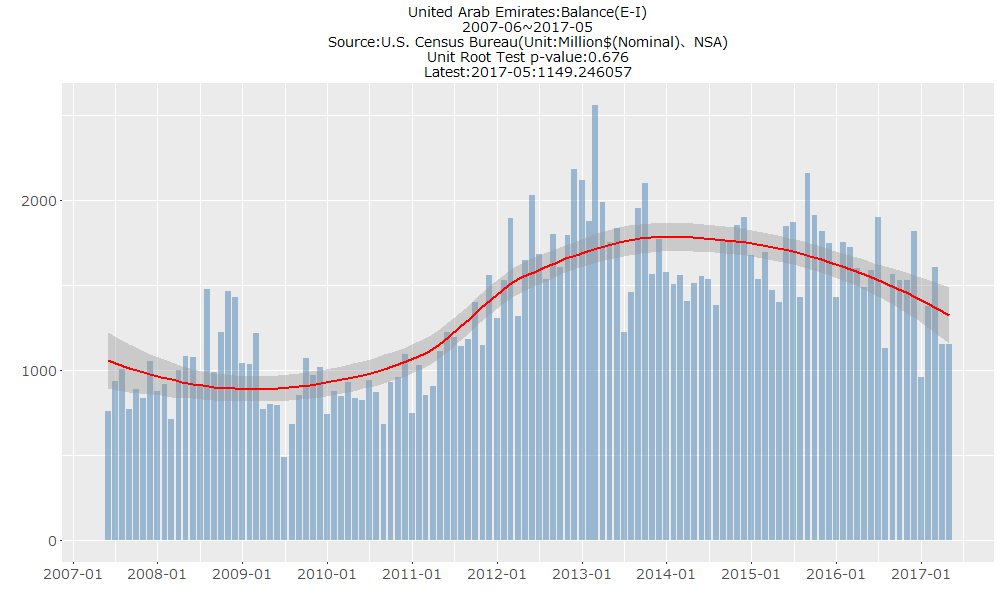 United Arab Emirates:Balance(E-I)
2007-06~2017-05
Source:U.S. Census Bureau(Unit:Million$(Nominal)、NSA)
Unit Root Test p-value:0.676
Latest:2017-05:1149.246057
2000
1000
0
2007-01 2008-01 2009-01 2010-01 2011-01 2012-01 2013-01 2014-01 2015-01 2016-01 2017-01